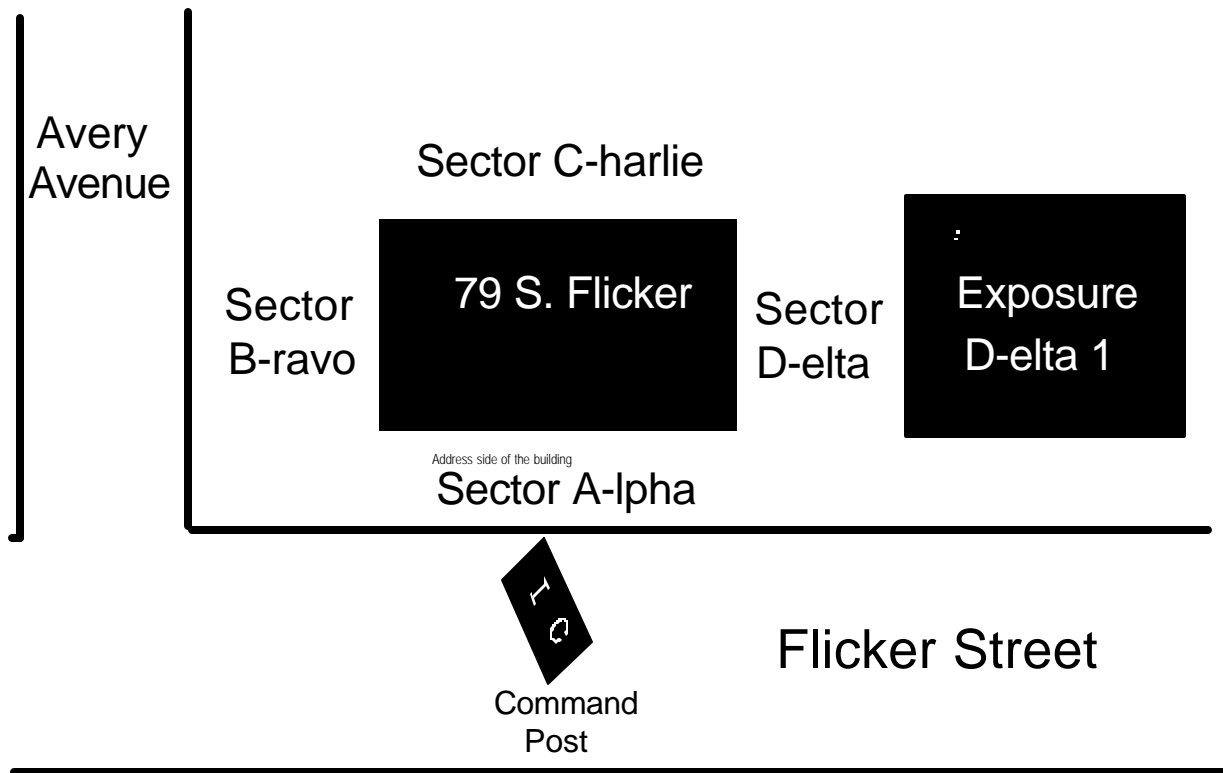 Avery
Avenue
Sector C-harlie
79 S. Flicker
Sector
B-ravo
Sector
D-elta
Exposure
D-elta 1
Address side of the building
Sector A-lpha
I C
Command
Post
Flicker Street